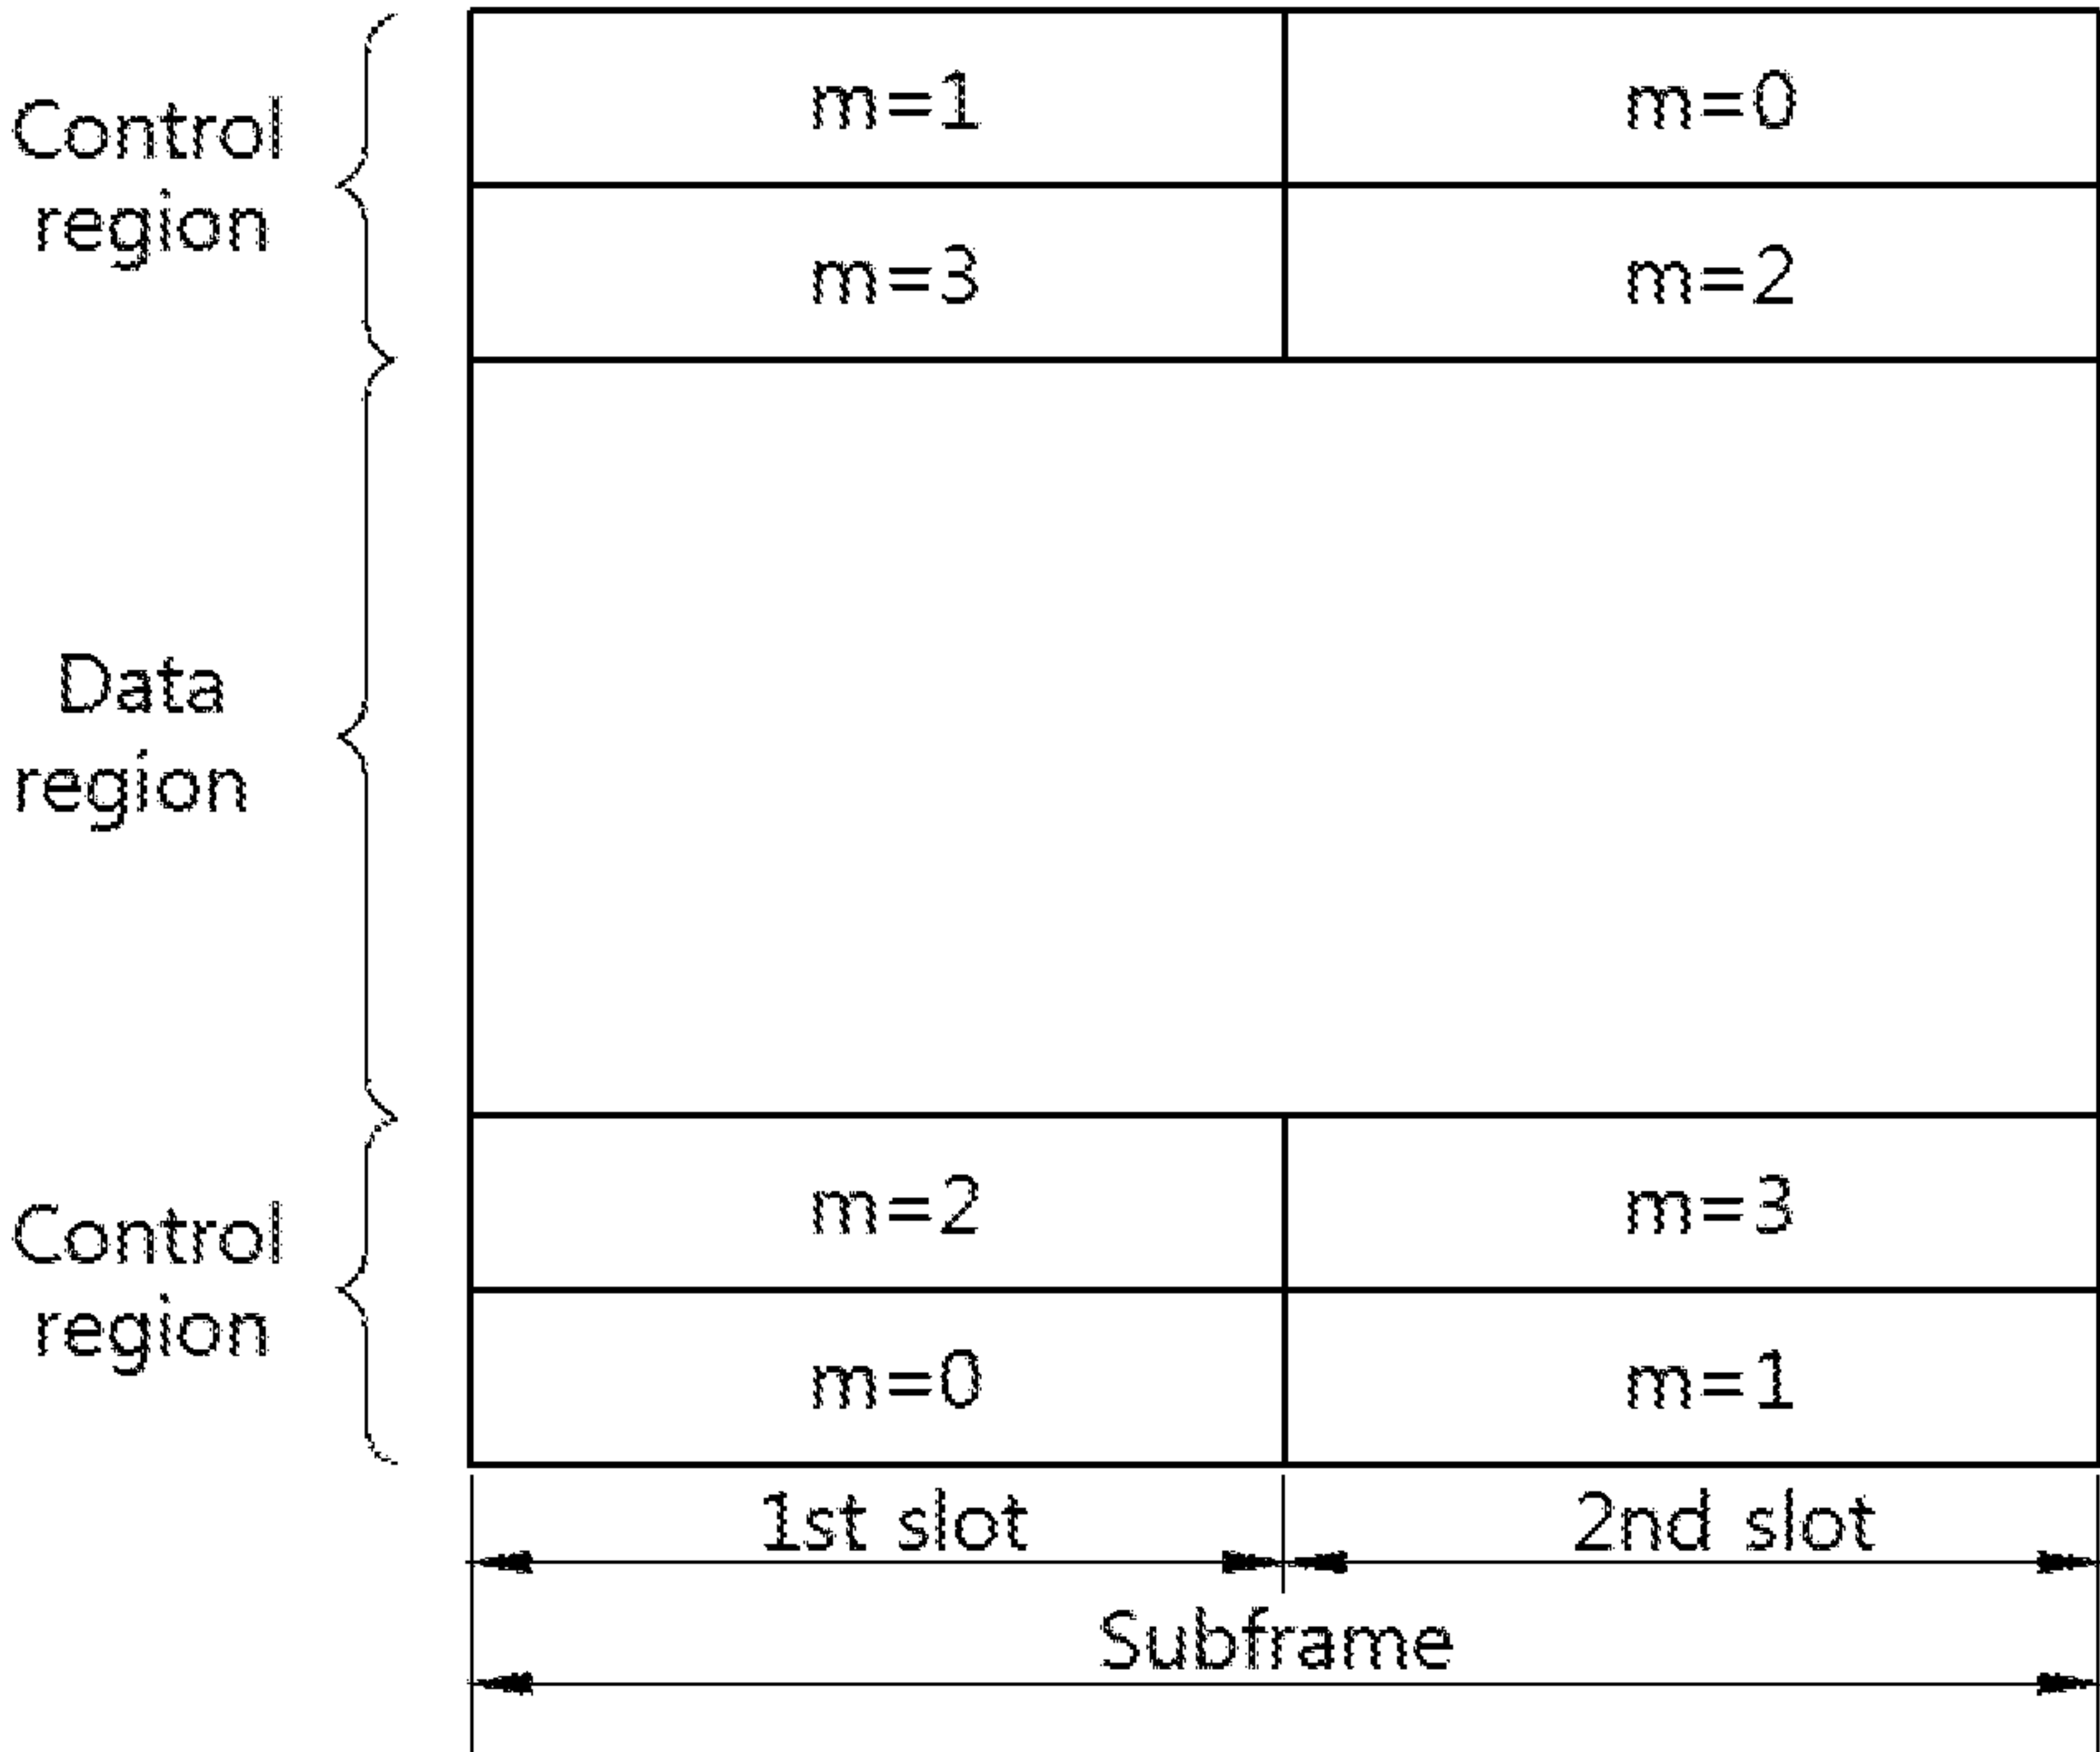 m=1 m=0
Control
region
m=3 m=2
Data
region
m=2 m=3
Control
region
m=0 m=1
1st slot 2nd slot
Subframe